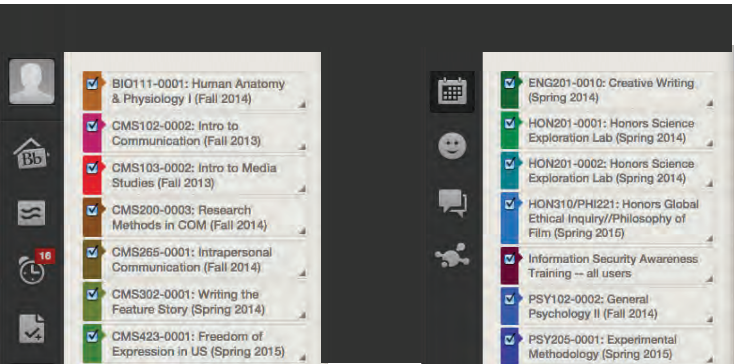 BIO111-0001: Human Anatomy
& Physiology I (Fall 2014)
CMS102-0002: Intro to
Communication (Fall 2013)
CMS103-0002: Intro to Media
Studies (Fall 2013)
CMS200-0003: Research
Methods in COM (Fall 2014)
CMS265-0001: Intrapersonal
Communication (Fall 2014)
CMS302-0001: Writing the
Feature Story (Spring 2014)
CMS423-0001: Freedom of
Expression in US (Spring 2015)
Bb
16
ENG201-0010: Creative Writing
(Spring 2014)
HON201-0001: Honors Science
Exploration Lab (Spring 2014)
HON201-0002: Honors Science
Exploration Lab (Spring 2014)
HON310/PHI221: Honors Global
Ethical Inquiry//Philosophy of
Film (Spring 2015)
Information Security Awareness
Training -- all users
PSY102-0002: General
Psychology II (Fall 2014)
PSY205-0001: Experimental
Methodology (Spring 2015)